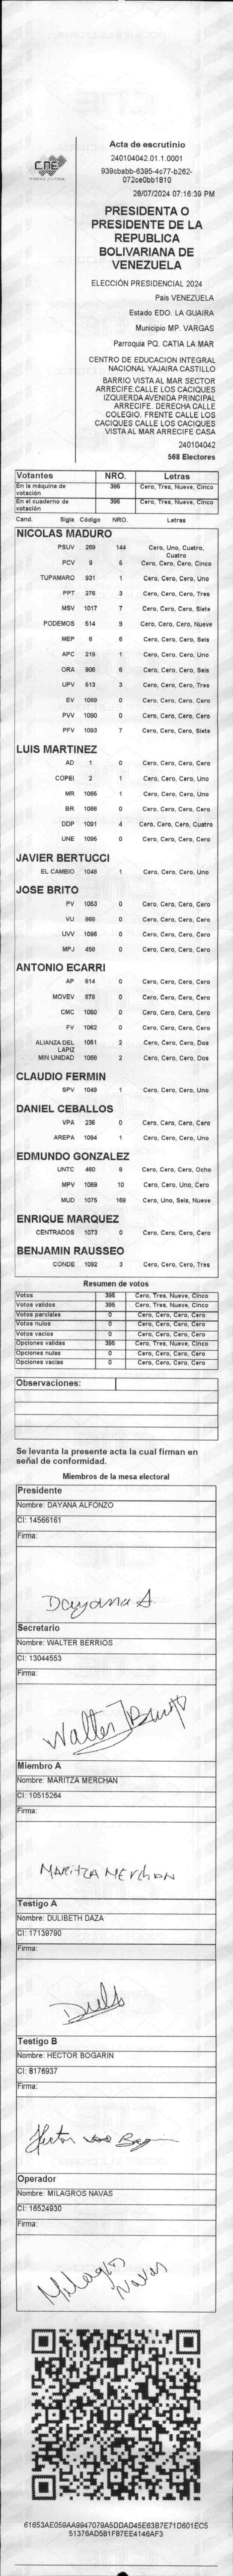 Acta de escrutinio
240104042.01.1.0001
939cbabb-6395-4c77-b262-
072ce0bb1810
28/07/2024 07:16:39 PM
CNE
PRESIDENTA O
PRESIDENTE DE LA
REPUBLICA
BOLIVARIANA DE
VENEZUELA
ELECCIÓN PRESIDENCIAL 2024
País VENEZUELA
Estado EDO. LA GUAIRA
Municipio MP. VARGAS
Parroquia PQ. CATIA LA MAR
CENTRO DE EDUCACION INTEGRAL
NACIONAL YAJAIRA CASTILLO
BARRIO VISTA AL MAR SECTOR
ARRECIFE CALLE LOS CACIQUES
IZQUIERDA AVENIDA PRINCIPAL
ARRECIFE. DERECHA CALLE
COLEGIO. FRENTE CALLE LOS
CACIQUES CALLE LOS CACIQUES
VISTA AL MAR ARRECIFE CASA
240104042
568 Electores
Votantes NRO. Letras
En la máquina de votación 395 Cero, Tres, Nueve, Cinco
En el cuaderno de votación 395 Cero, Tres, Nueve, Cinco
Cand. Sigla Código NRO. Letras
NICOLAS MADURO
PSUV 269 144 Cero, Uno, Cuatro, Cuatro
PCV 9 5 Cero, Cero, Cero, Cinco
TUPAMARO 931 1 Cero, Cero, Cero, Uno
PPT 276 3 Cero, Cero, Cero, Tres
MSV 1017 7 Cero, Cero, Cero, Siete
PODEMOS 514 9 Cero, Cero, Cero, Nueve
MEP 6 6 Cero, Cero, Cero, Seis
APC 219 1 Cero, Cero, Cero, Uno
ORA 906 6 Cero, Cero, Cero, Seis
UPV 513 3 Cero, Cero, Cero, Tres
EV 1089 0 Cero, Cero, Cero, Cero
PVV 1090 0 Cero, Cero, Cero, Cero
PFV 1093 7 Cero, Cero, Cero, Siete
LUIS MARTINEZ
AD 1 0 Cero, Cero, Cero, Cero
COPEI 2 1 Cero, Cero, Cero, Uno
MR 1065 1 Cero, Cero, Cero, Uno
BR 1066 0 Cero, Cero, Cero, Cero
DDP 1091 4 Cero, Cero, Cero, Cuatro
UNE 1095 0 Cero, Cero, Cero, Cero
JAVIER BERTUCCI
EL CAMBIO 1048 1 Cero, Cero, Cero, Uno
JOSE BRITO
PV 1053 0 Cero, Cero, Cero, Cero
VU 868 0 Cero, Cero, Cero, Cero
UVV 1096 0 Cero, Cero, Cero, Cero
MPJ 458 0 Cero, Cero, Cero, Cero
ANTONIO ECARRI
AP 914 0 Cero, Cero, Cero, Cero
MOVEV 879 0 Cero, Cero, Cero, Cero
CMC 1050 0 Cero, Cero, Cero, Cero
FV 1062 0 Cero, Cero, Cero, Cero
ALIANZA DEL LAPIZ 1051 2 Cero, Cero, Cero, Dos
MIN UNIDAD 1068 2 Cero, Cero, Cero, Dos
CLAUDIO FERMIN
SPV 1049 1 Cero, Cero, Cero, Uno
DANIEL CEBALLOS
VPA 236 0 Cero, Cero, Cero, Cero
AREPA 1094 1 Cero, Cero, Cero, Uno
EDMUNDO GONZALEZ
UNTC 460 8 Cero, Cero, Cero, Ocho
MPV 1069 10 Cero, Cero, Uno, Cero
MUD 1075 169 Cero, Uno, Seis, Nueve
ENRIQUE MARQUEZ
CENTRADOS 1073 0 Cero, Cero, Cero, Cero
BENJAMIN RAUSSEO
CONDE 1092 3 Cero, Cero, Cero, Tres
Resumen de votos
Votos 395 Cero, Tres, Nueve, Cinco
Votos validos 395 Cero, Tres, Nueve, Cinco
Votos parciales 0 Cero, Cero, Cero, Cero
Votos nulos 0 Cero, Cero, Cero, Cero
Votos vacios 0 Cero, Cero, Cero, Cero
Opciones validas 395 Cero, Tres, Nueve, Cinco
Opciones nulas 0 Cero, Cero, Cero, Cero
Opciones vacias 0 Cero, Cero, Cero, Cero
Observaciones:
Se levanta la presente acta la cual firman en
señal de conformidad.
Miembros de la mesa electoral
Presidente
Nombre: DAYANA ALFONZO
CI: 14566161
Firma:
Dayana A.
Secretario
Nombre: WALTER BERRIOS
CI: 13044553
Firma:
Walter
Miembro A
Nombre: MARITZA MERCHAN
CI: 10515264
Firma:
MARITZA MERCHAN
Testigo A
Nombre: DULIBETH DAZA
CI: 17139790
Firma:
Testigo B
Nombre: HECTOR BOGARIN
CI: 8176937
Firma:
Hector
Operador
Nombre: MILAGROS NAVAS
CI: 16524930
Firma:
Milagros
Navas
61653AE059AA9947079A5DDAD45E63B7E71D601EC5
51376AD581F87EE4146AF3